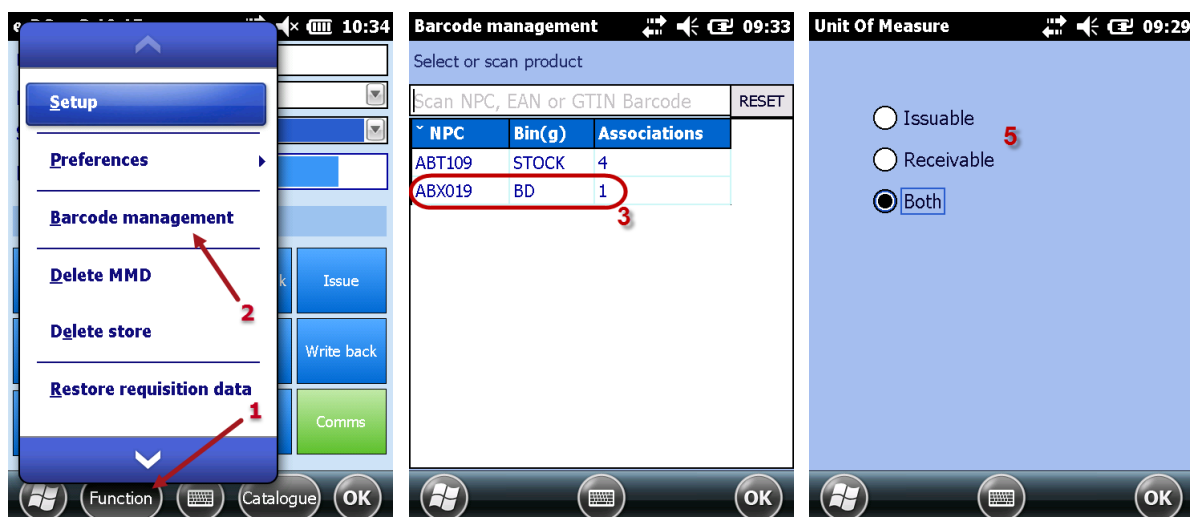 10:34
Setup
Preferences
Barcode management
2
Delete MMD
k
Issue
Delete store
Write back
Restore requisition data
1
Comms
Function
Catalogue
OK
Barcode management
09:33
Select or scan product
Scan NPC, EAN or GTIN Barcode
RESET
NPC Bin(g) Associations
ABT109 STOCK 4
ABX019 BD 1
3
OK
Unit Of Measure
09:29
Issuable
5
Receivable
Both
OK